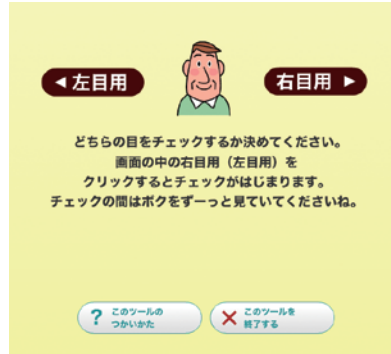 ◀左目用
右目用▶
どちらの目をチェックするか決めてください。
画面の中の右目用（左目用）を
クリックするとチェックがはじまります。
チェックの間はボクをずーっと見ていてくださいね。
? このツールの
つかいかた
✕ このツールを
終了する